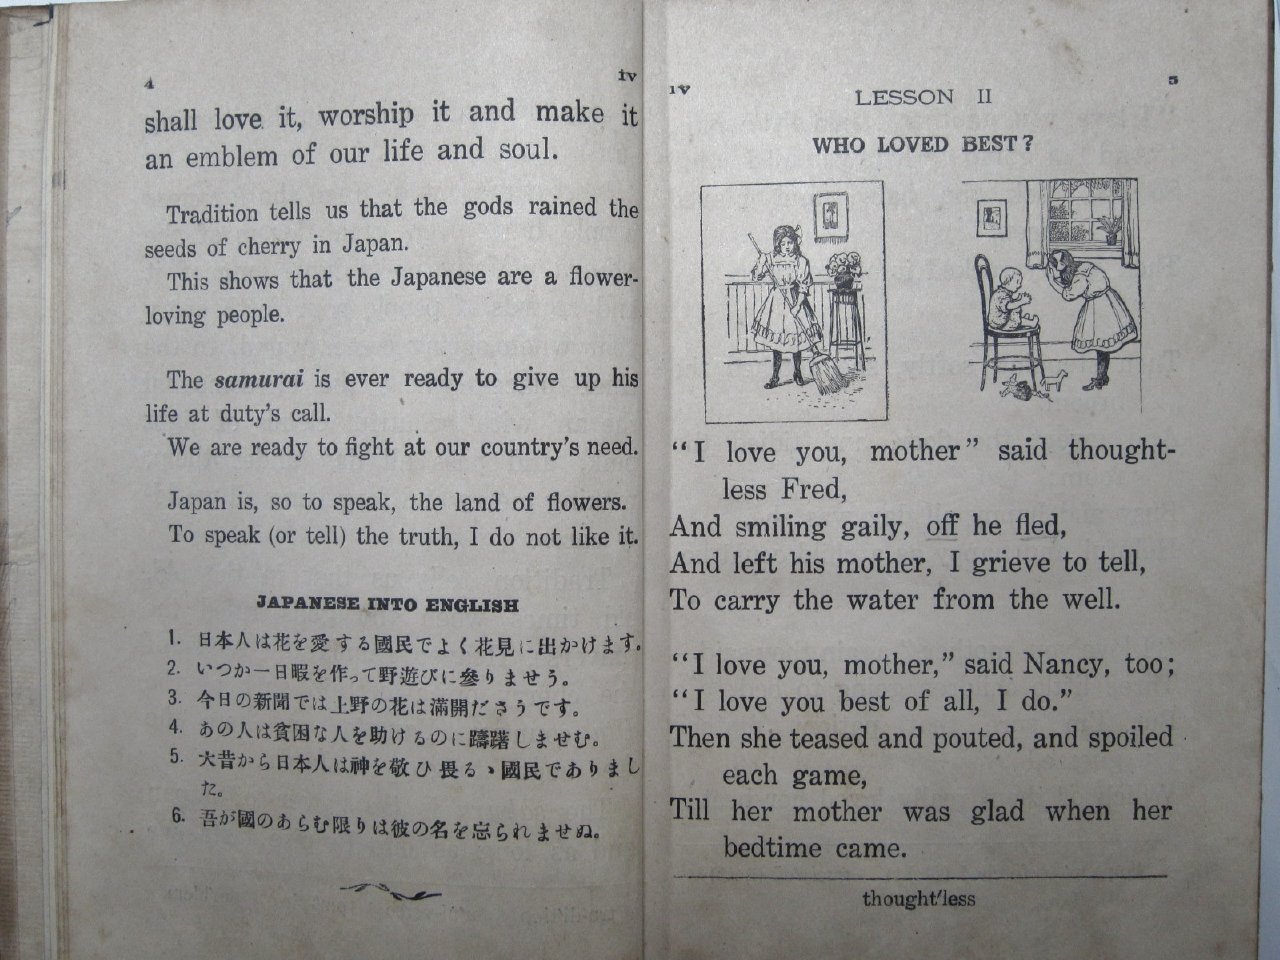 4 iv
shall love it, worship it and make it
an emblem of our life and soul.
Tradition tells us that the gods rained the
seeds of cherry in Japan.
This shows that the Japanese are a flower-
loving people.
The samurai is ever ready to give up his
life at duty's call.
We are ready to fight at our country's need.
Japan is, so to speak, the land of flowers.
To speak (or tell) the truth, I do not like it.
JAPANESE INTO ENGLISH
1. 日本人は花を愛する國民でよく花見に出かけます。
2. いつか一日暇を作って野遊びに參りませう。
3. 今日の新聞では上野の花は滿開ださうです。
4. あの人は貧困な人を助けるのに躊躇しませむ。
5. 大昔から日本人は神を敬ひ畏るゝ國民でありまし
た。
6. 吾が國のあらむ限りは彼の名を忘られませぬ。
iv 5
LESSON II
WHO LOVED BEST?
"I love you, mother" said thought-
less Fred,
And smiling gaily, off he fled,
And left his mother, I grieve to tell,
To carry the water from the well.
"I love you, mother," said Nancy, too;
"I love you best of all, I do."
Then she teased and pouted, and spoiled
each game,
Till her mother was glad when her
bedtime came.
thought′less